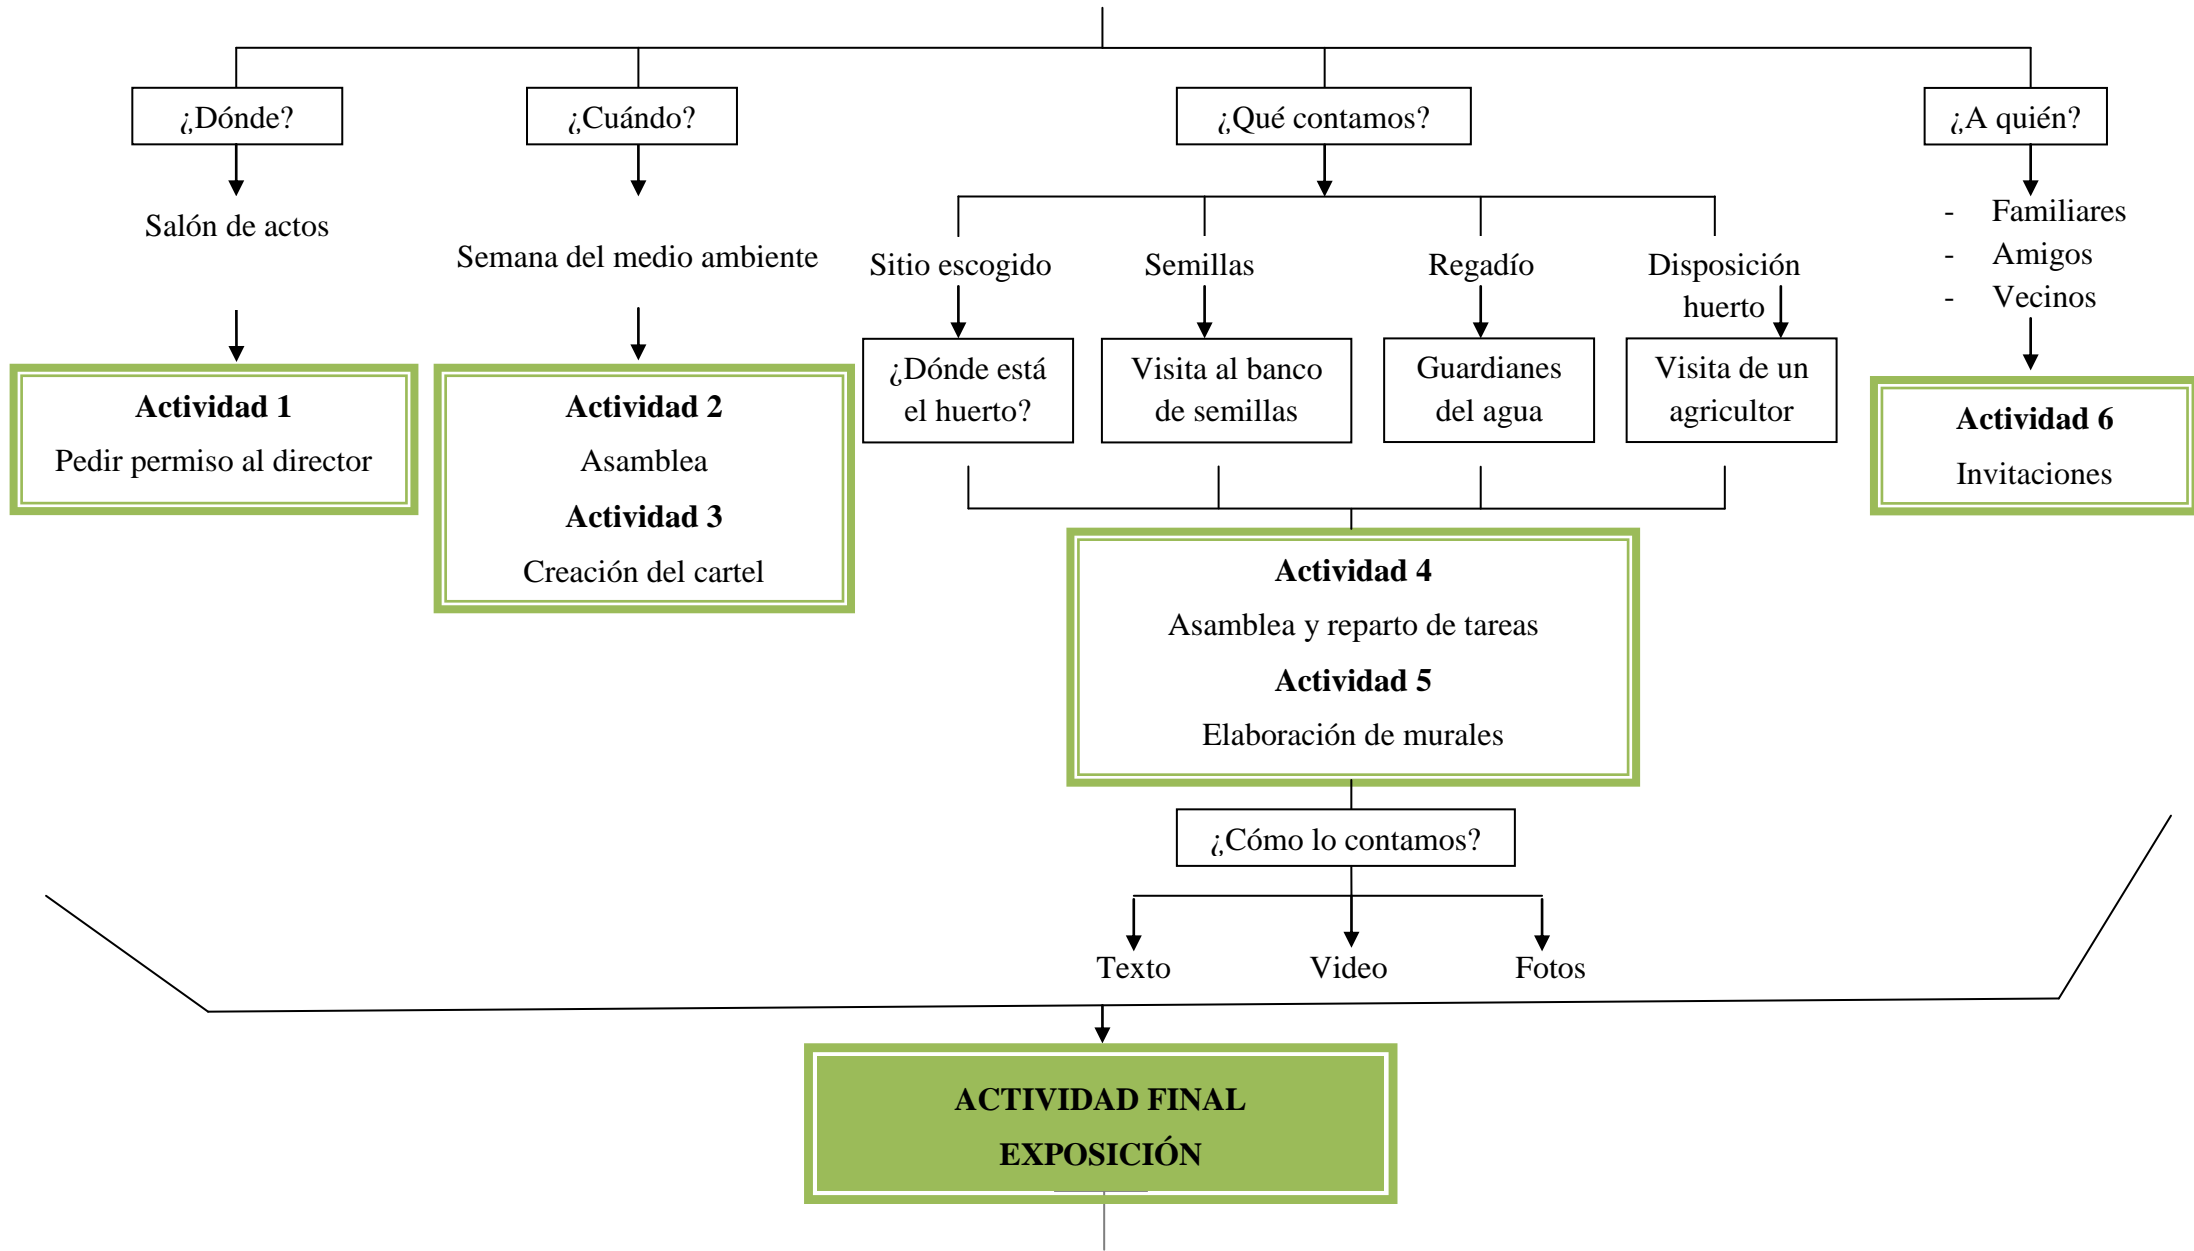 ¿Dónde?
¿Cuándo?
¿Qué contamos?
¿A quién?
Salón de actos
Semana del medio ambiente
Sitio escogido
Semillas
Regadío
Disposición
huerto
- Familiares
- Amigos
- Vecinos
¿Dónde está
el huerto?
Visita al banco
de semillas
Guardianes
del agua
Visita de un
agricultor
Actividad 1
Pedir permiso al director
Actividad 2
Asamblea
Actividad 3
Creación del cartel
Actividad 6
Invitaciones
Actividad 4
Asamblea y reparto de tareas
Actividad 5
Elaboración de murales
¿Cómo lo contamos?
Texto
Video
Fotos
ACTIVIDAD FINAL
EXPOSICIÓN